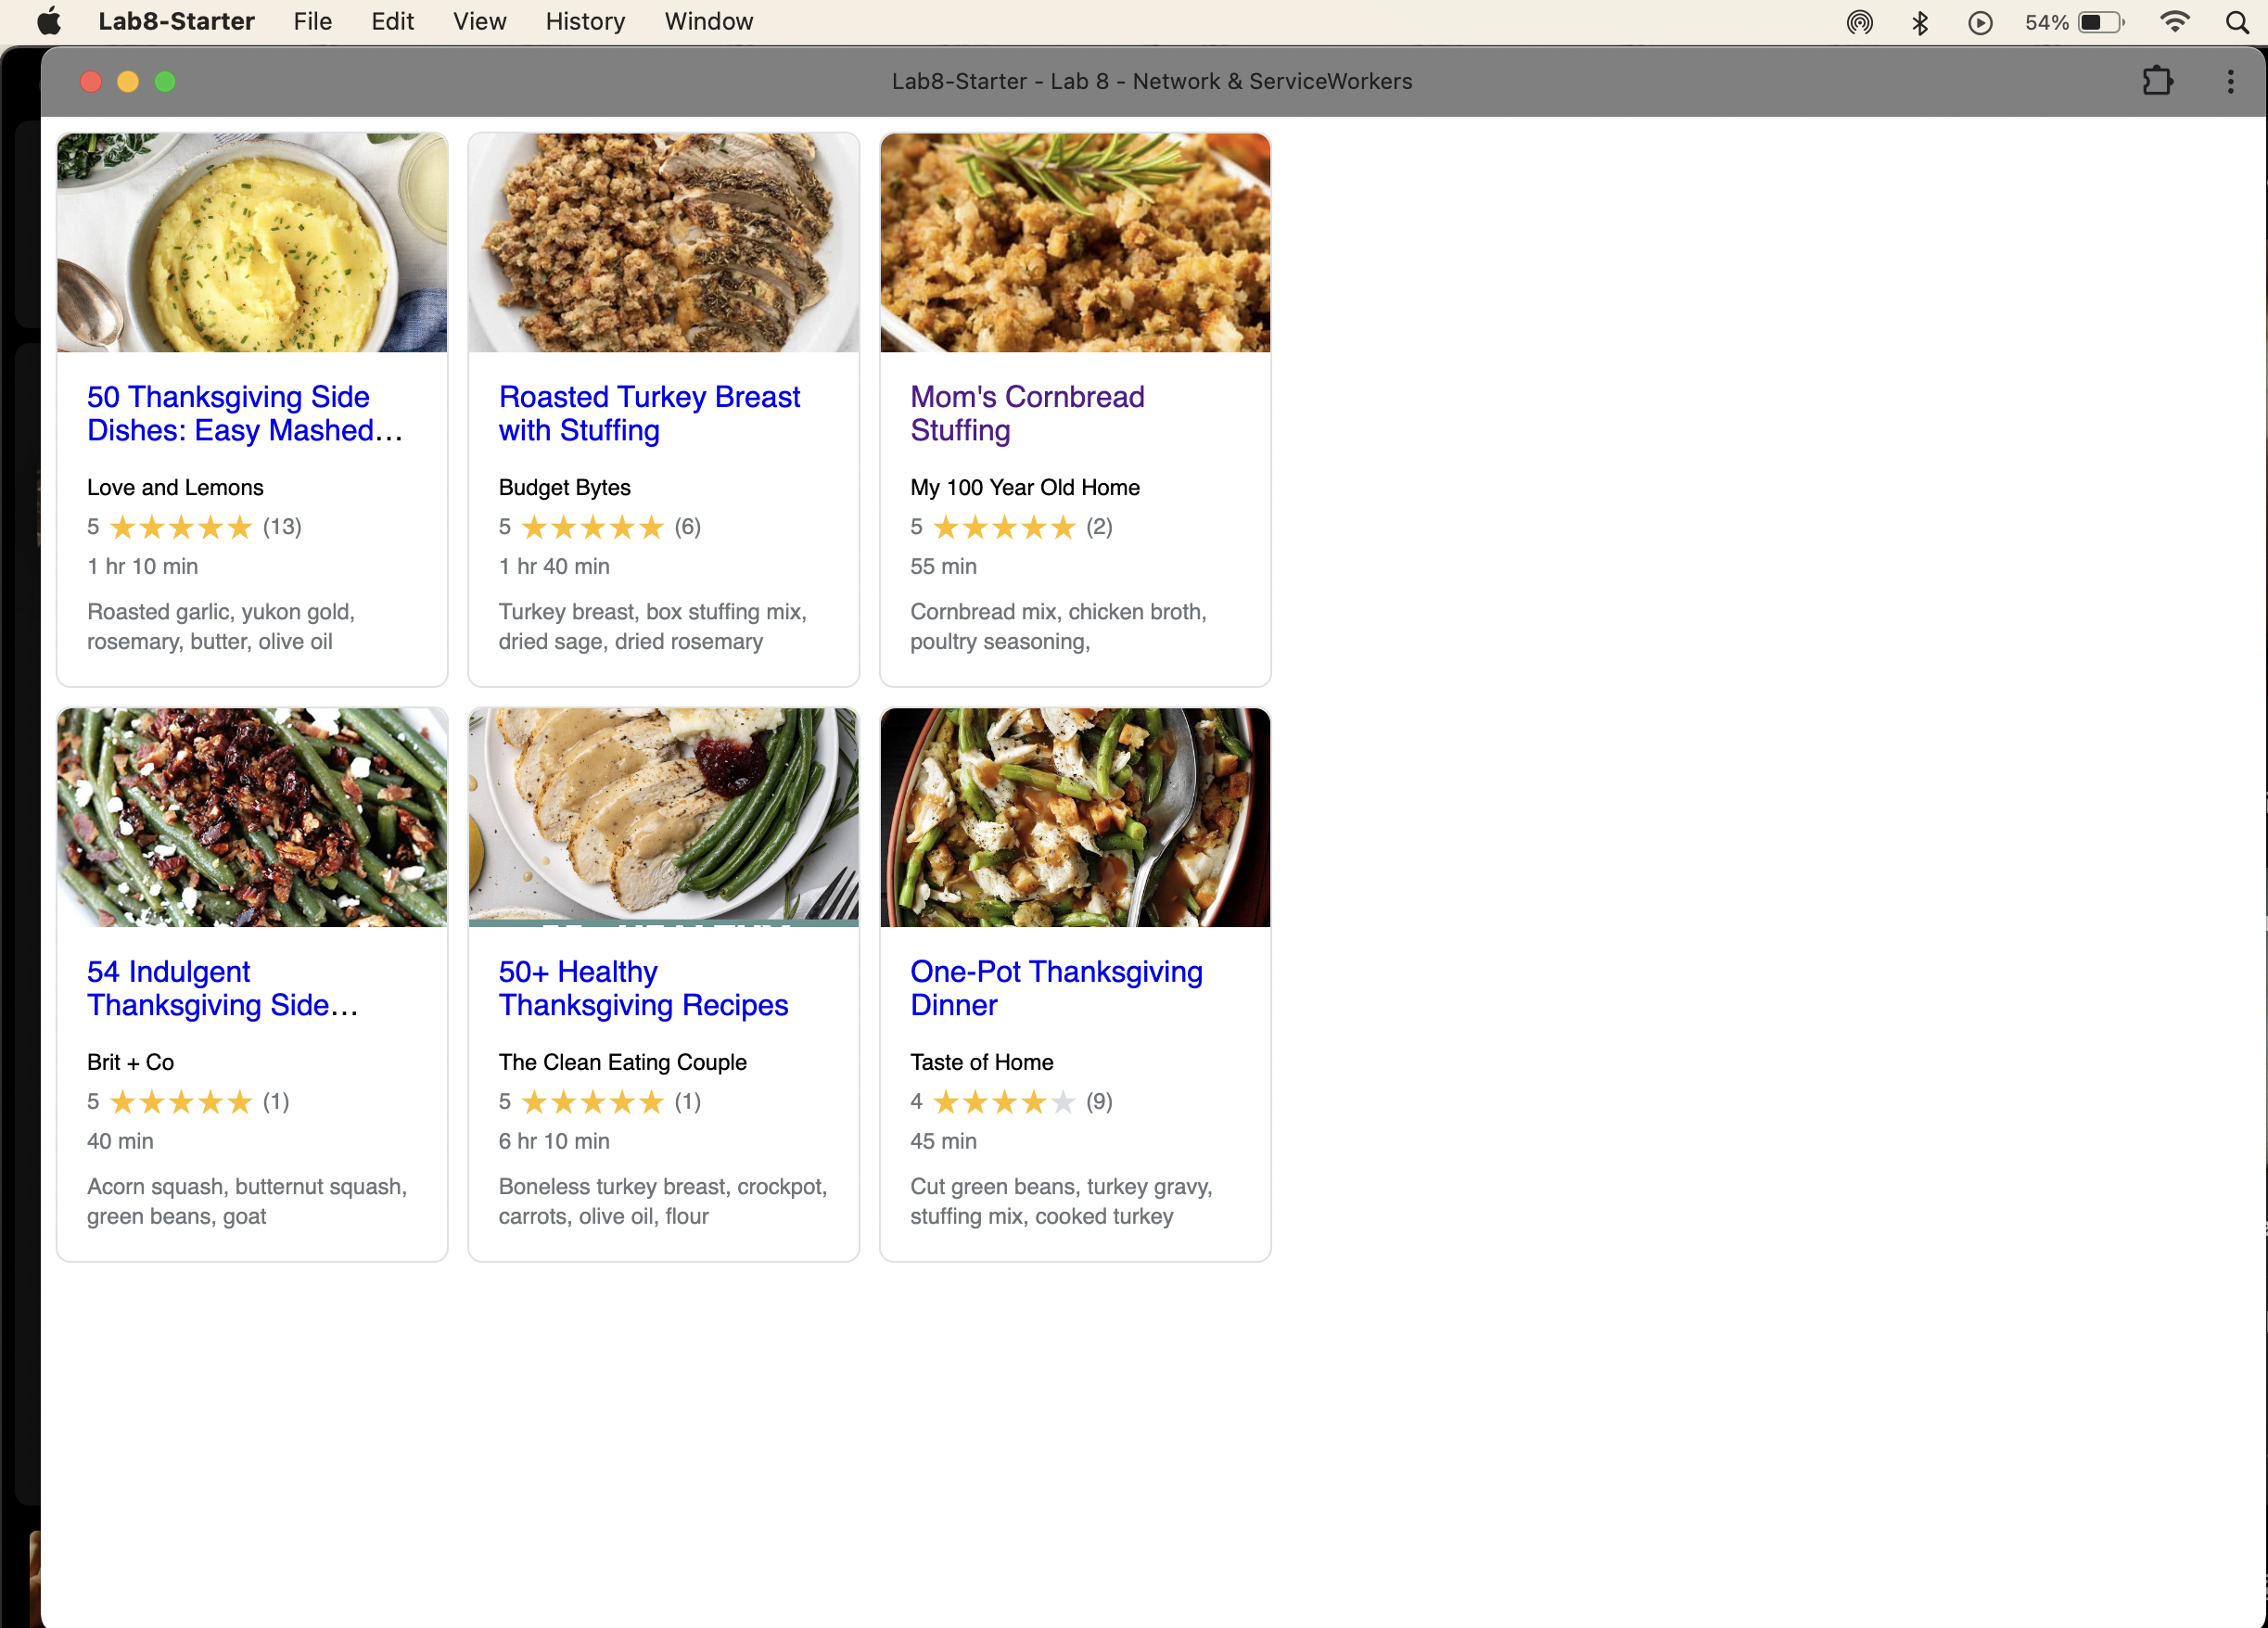 Lab8-Starter File Edit View History Window 54%
Lab8-Starter - Lab 8 - Network & ServiceWorkers
50 Thanksgiving Side
Dishes: Easy Mashed...
Love and Lemons
5 ★★★★★ (13)
1 hr 10 min
Roasted garlic, yukon gold,
rosemary, butter, olive oil
Roasted Turkey Breast
with Stuffing
Budget Bytes
5 ★★★★★ (6)
1 hr 40 min
Turkey breast, box stuffing mix,
dried sage, dried rosemary
Mom's Cornbread
Stuffing
My 100 Year Old Home
5 ★★★★★ (2)
55 min
Cornbread mix, chicken broth,
poultry seasoning,
54 Indulgent
Thanksgiving Side...
Brit + Co
5 ★★★★★ (1)
40 min
Acorn squash, butternut squash,
green beans, goat
50+ Healthy
Thanksgiving Recipes
The Clean Eating Couple
5 ★★★★★ (1)
6 hr 10 min
Boneless turkey breast, crockpot,
carrots, olive oil, flour
One-Pot Thanksgiving
Dinner
Taste of Home
4 ★★★★★ (9)
45 min
Cut green beans, turkey gravy,
stuffing mix, cooked turkey